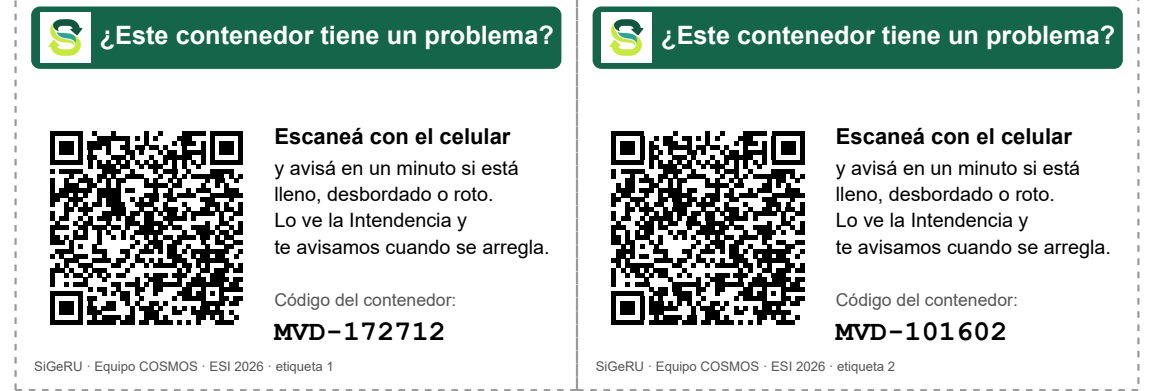 ¿Este contenedor tiene un problema?
Escaneá con el celular
y avisá en un minuto si está
lleno, desbordado o roto.
Lo ve la Intendencia y
te avisamos cuando se arregla.
Código del contenedor:
MVD-172712
SiGeRU · Equipo COSMOS · ESI 2026 · etiqueta 1
¿Este contenedor tiene un problema?
Escaneá con el celular
y avisá en un minuto si está
lleno, desbordado o roto.
Lo ve la Intendencia y
te avisamos cuando se arregla.
Código del contenedor:
MVD-101602
SiGeRU · Equipo COSMOS · ESI 2026 · etiqueta 2